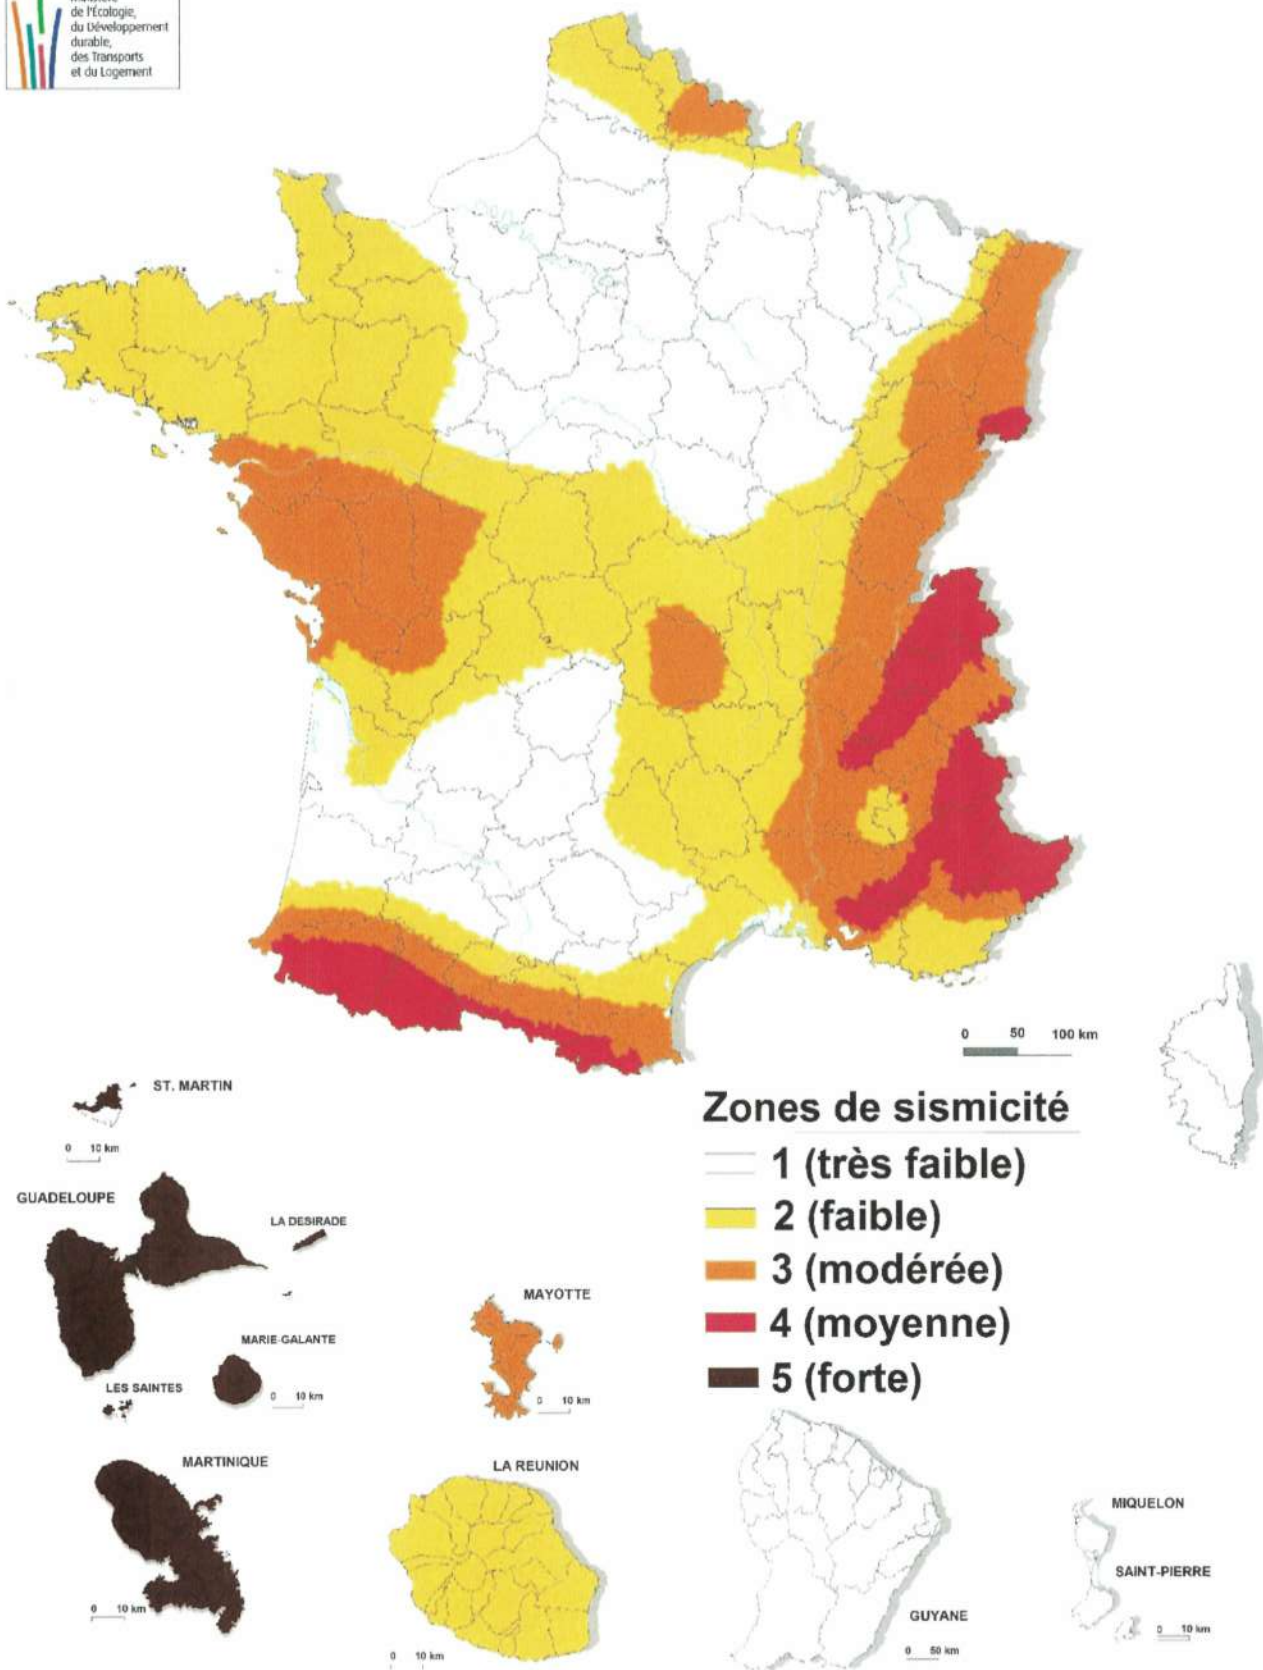 Ministère
de l'Écologie,
du Développement
durable,
des Transports
et du Logement
0 50 100 km
ST. MARTIN
0 10 km
GUADELOUPE
LA DESIRADE
MARIE-GALANTE
LES SAINTES
0 10 km
MAYOTTE
0 10 km
Zones de sismicité
1 (très faible)
2 (faible)
3 (modérée)
4 (moyenne)
5 (forte)
MARTINIQUE
0 10 km
LA REUNION
0 10 km
GUYANE
0 50 km
MIQUELON
SAINT-PIERRE
0 10 km